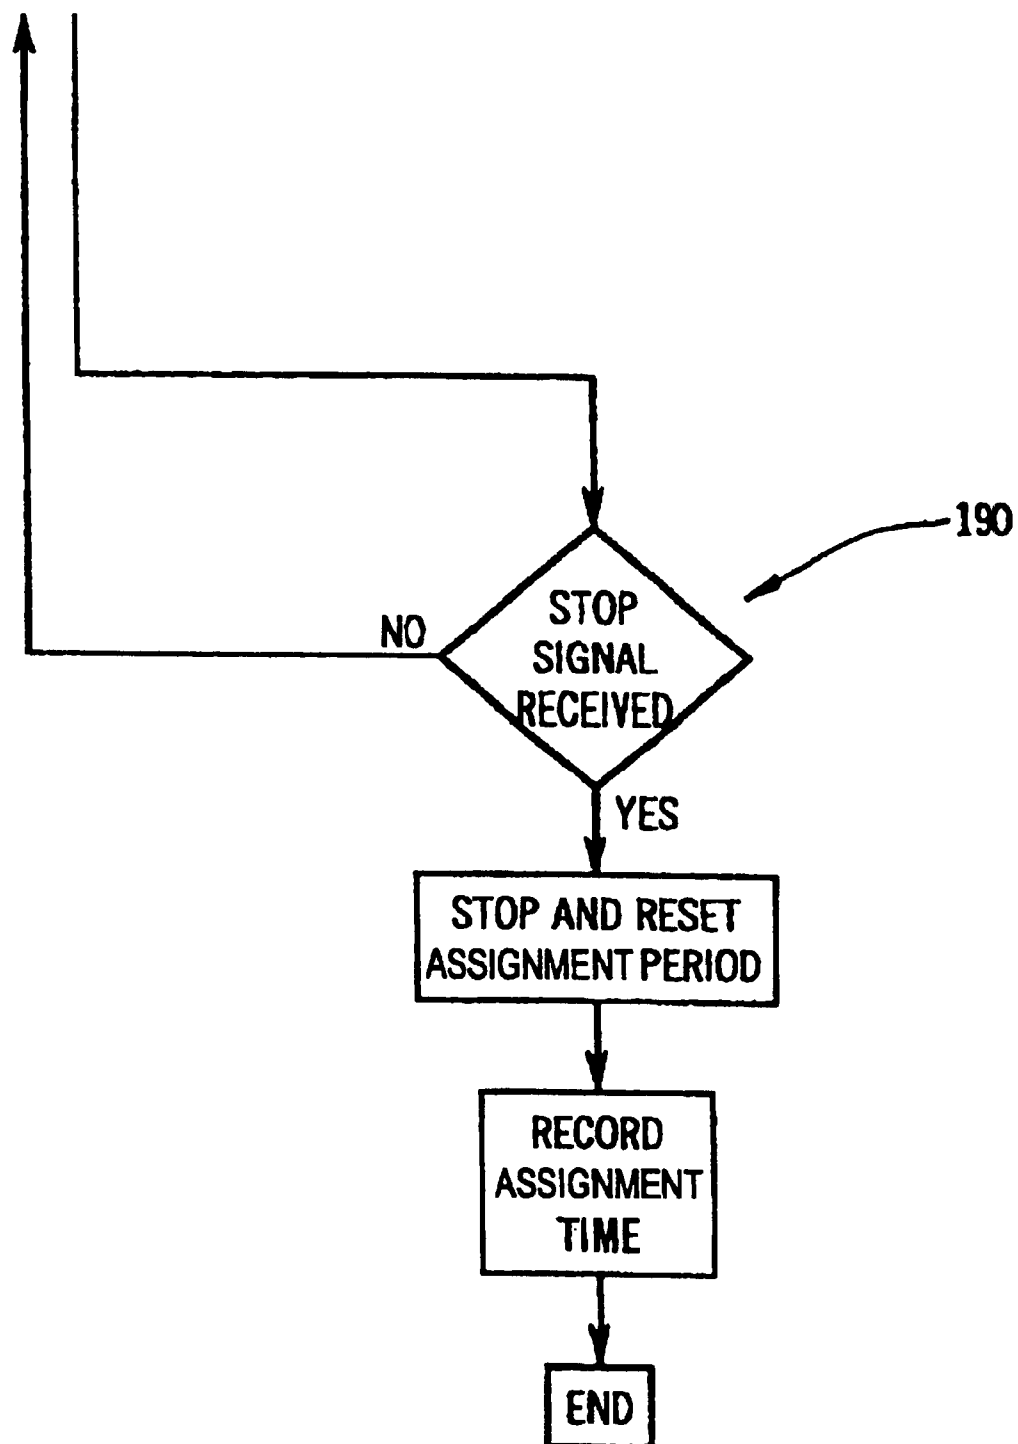 190
STOP
SIGNAL
RECEIVED
NO
YES
STOP AND RESET
ASSIGNMENT PERIOD
RECORD
ASSIGNMENT
TIME
END